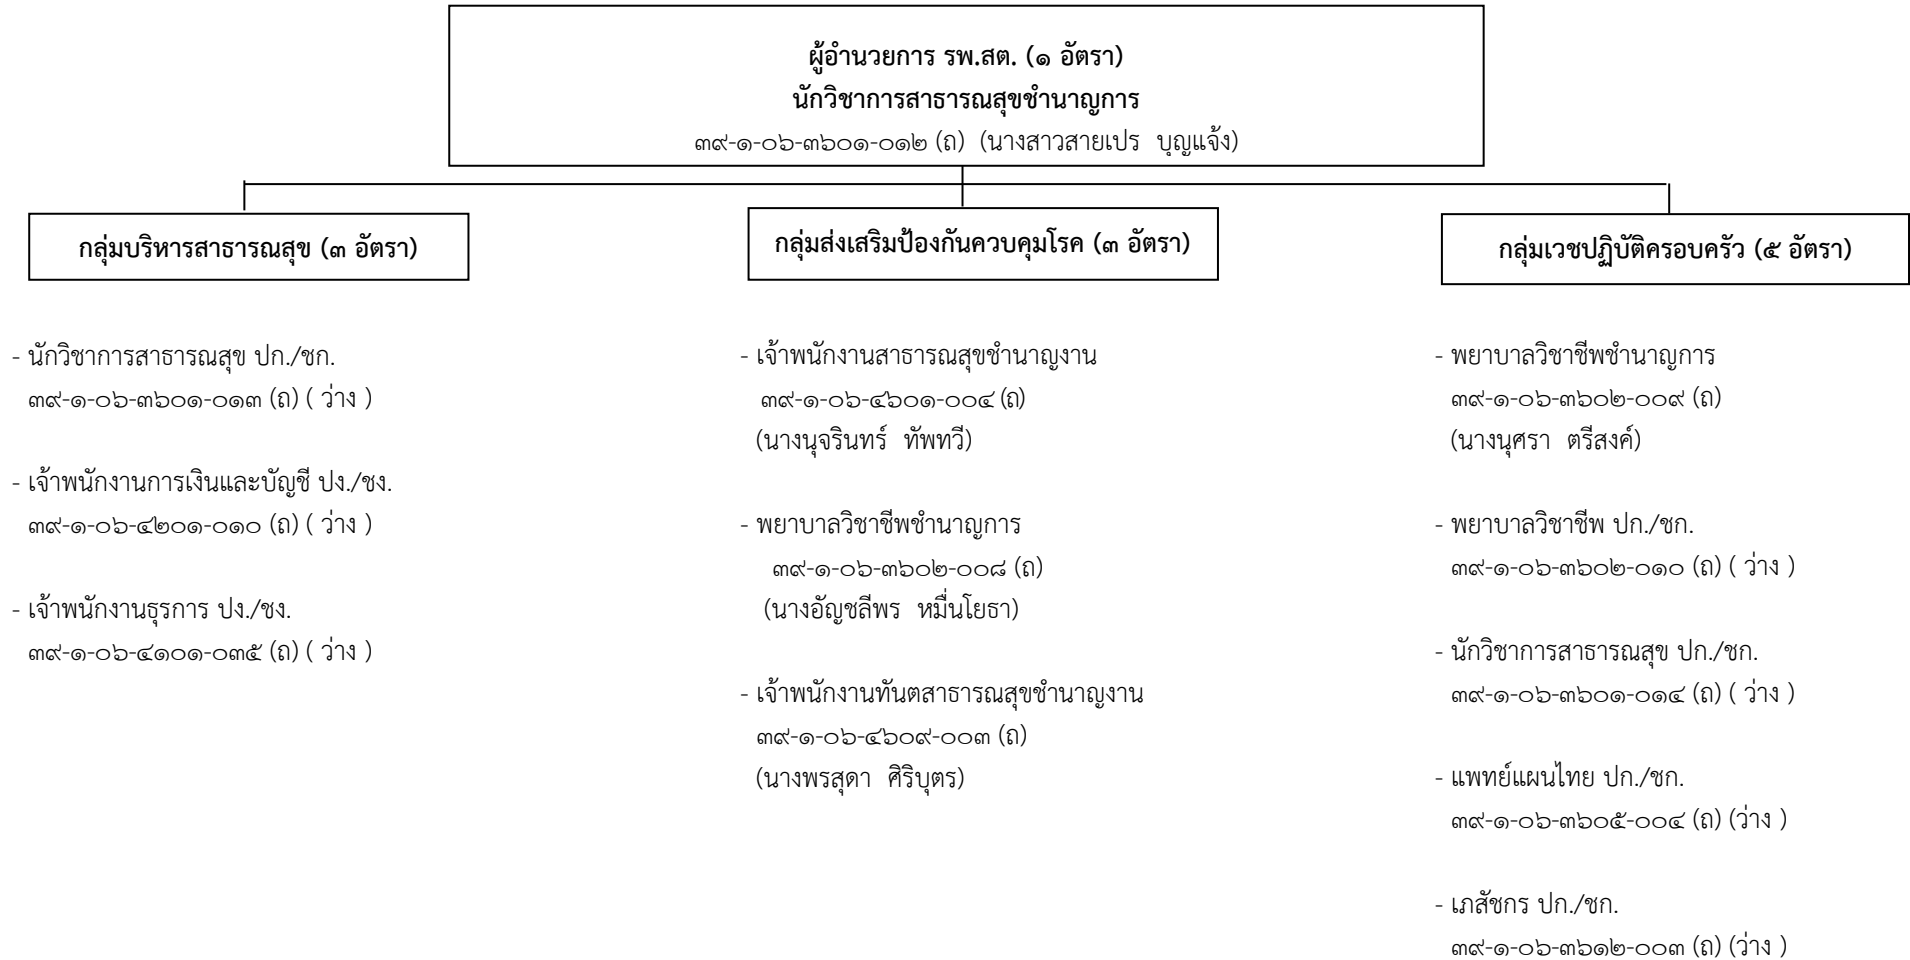 ผู้อำนวยการ รพ.สต. (๑ อัตรา)
นักวิชาการสาธารณสุขชำนาญการ
๓๙-๑-๐๖-๓๖๐๑-๐๑๒ (ถ) (นางสาวสายเปร บุญแจ้ง)
กลุ่มบริหารสาธารณสุข (๓ อัตรา)
- นักวิชาการสาธารณสุข ปก./ชก.
๓๙-๑-๐๖-๓๖๐๑-๐๑๓ (ถ) ( ว่าง )
- เจ้าพนักงานการเงินและบัญชี ปง./ชง.
๓๙-๑-๐๖-๔๒๐๑-๐๑๐ (ถ) ( ว่าง )
- เจ้าพนักงานธุรการ ปง./ชง.
๓๙-๑-๐๖-๔๑๐๑-๐๓๕ (ถ) ( ว่าง )
กลุ่มส่งเสริมป้องกันควบคุมโรค (๓ อัตรา)
- เจ้าพนักงานสาธารณสุขชำนาญงาน
๓๙-๑-๐๖-๔๖๐๑-๐๐๔ (ถ)
(นางนุจรินทร์ ทัพทวี)
- พยาบาลวิชาชีพชำนาญการ
๓๙-๑-๐๖-๓๖๐๒-๐๐๘ (ถ)
(นางอัญชลีพร หมื่นโยธา)
- เจ้าพนักงานทันตสาธารณสุขชำนาญงาน
๓๙-๑-๐๖-๔๖๐๙-๐๐๓ (ถ)
(นางพรสุดา ศิริบุตร)
กลุ่มเวชปฏิบัติครอบครัว (๕ อัตรา)
- พยาบาลวิชาชีพชำนาญการ
๓๙-๑-๐๖-๓๖๐๒-๐๐๙ (ถ)
(นางนุศรา ตรีสงค์)
- พยาบาลวิชาชีพ ปก./ชก.
๓๙-๑-๐๖-๓๖๐๒-๐๑๐ (ถ) ( ว่าง )
- นักวิชาการสาธารณสุข ปก./ชก.
๓๙-๑-๐๖-๓๖๐๑-๐๑๔ (ถ) ( ว่าง )
- แพทย์แผนไทย ปก./ชก.
๓๙-๑-๐๖-๓๖๐๕-๐๐๔ (ถ) (ว่าง )
- เภสัชกร ปก./ชก.
๓๙-๑-๐๖-๓๖๑๒-๐๐๓ (ถ) (ว่าง )